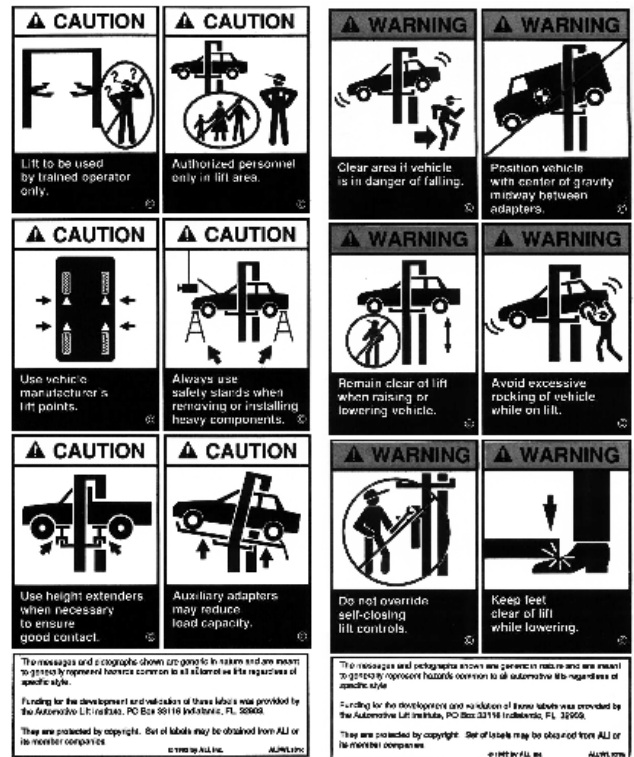 CAUTION
Lift to be used
by trained operator
only.
©
CAUTION
Authorized personnel
only in lift area.
©
CAUTION
Use vehicle
manufacturer's
lift points.
©
CAUTION
Always use
safety stands when
removing or installing
heavy components. ©
CAUTION
Use height extenders
when necessary
to ensure
good contact. ©
CAUTION
Auxiliary adapters
may reduce
load capacity.
©
The messages and pictographs shown are generic in nature and are meant
to generally represent hazards common to all automotive lifts regardless of
specific style.
Funding for the development and validation of these labels was provided by
the Automotive Lift Institute, PO Box 33116 Indialantic, FL 32903.
They are protected by copyright. Set of labels may be obtained from ALI or
its member companies.
by ALI, Inc.
WARNING
Clear area if vehicle
is in danger of falling.
©
WARNING
Position vehicle
with center of gravity
midway between
adapters.
©
WARNING
Remain clear of lift
when raising or
lowering vehicle.
©
WARNING
Avoid excessive
rocking of vehicle
while on lift.
©
WARNING
Do not override
self-closing
lift controls.
©
WARNING
Keep feet
clear of lift
while lowering.
©
The messages and pictographs shown are generic in nature and are meant
to generally represent hazards common to all automotive lifts regardless of
specific style
Funding for the development and validation of these labels was provided by
the Automotive Lift Institute, PO Box 33116 Indialantic, FL 32903.
They are protected by copyright. Set of labels may be obtained from ALI or
its member companies
by ALI, Inc.